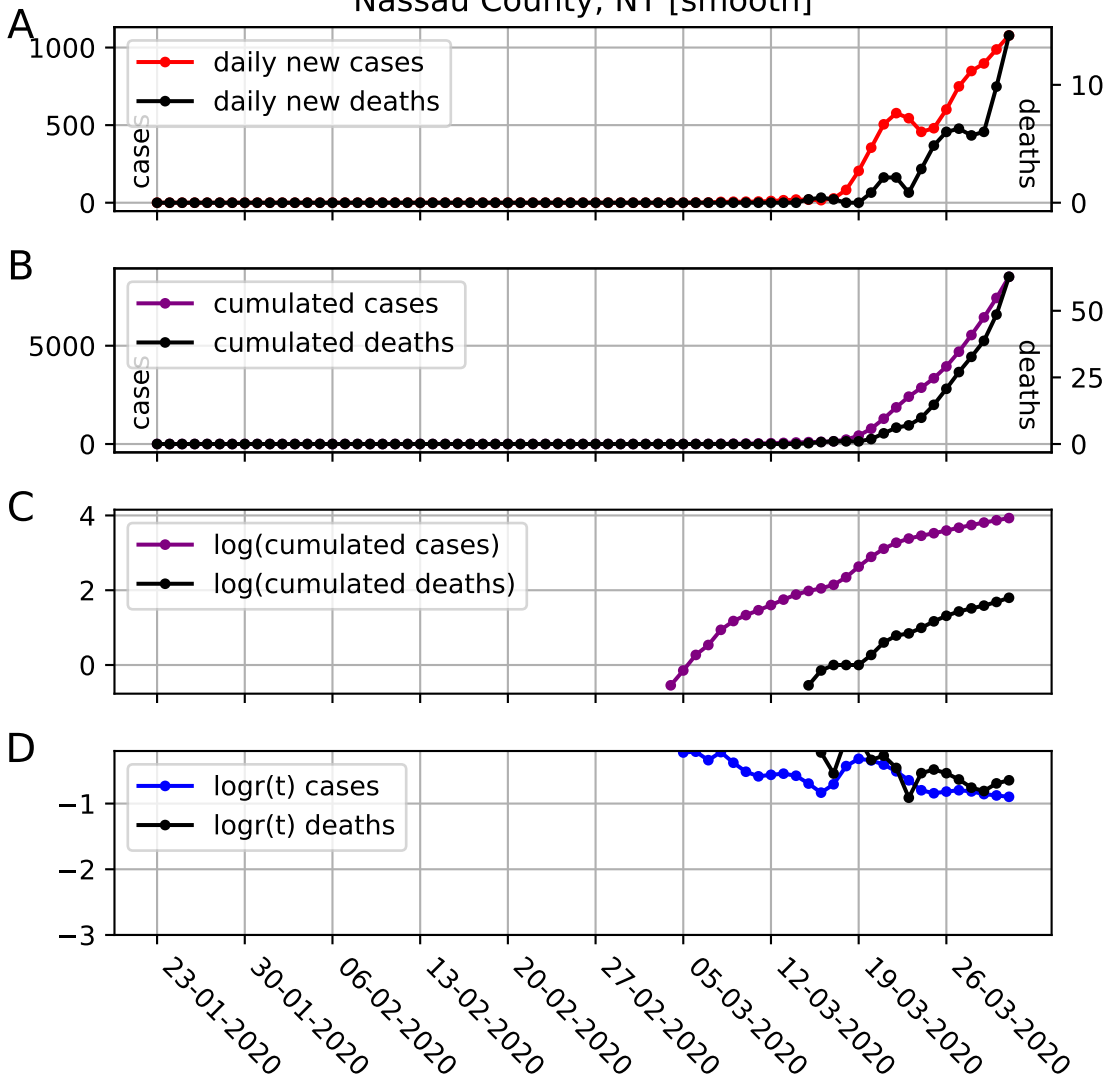 Nassau County, NY [smooth]
A
1000
500
0
cases
daily new cases
daily new deaths
10
0
deaths
B
5000
0
cases
cumulated cases
cumulated deaths
50
25
0
deaths
C
4
2
0
log(cumulated cases)
log(cumulated deaths)
D
−1
−2
−3
logr(t) cases
logr(t) deaths
23-01-2020
30-01-2020
06-02-2020
13-02-2020
20-02-2020
27-02-2020
05-03-2020
12-03-2020
19-03-2020
26-03-2020